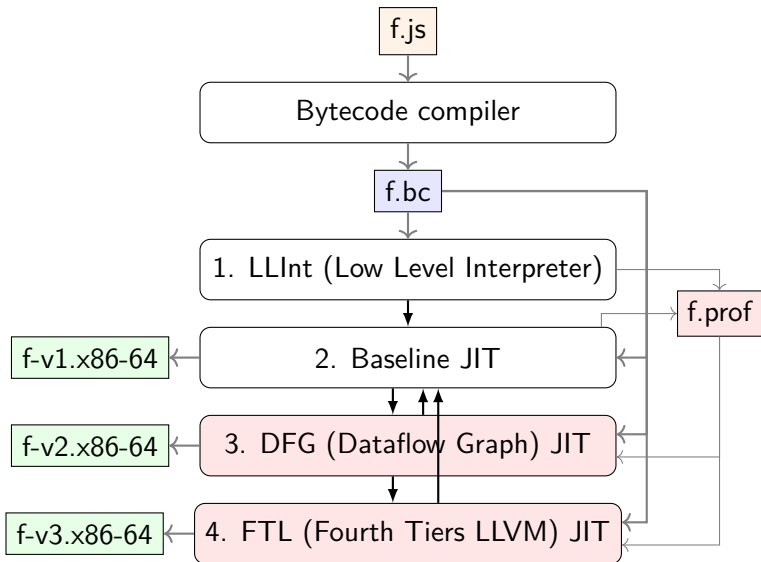 f.js
Bytecode compiler
f.bc
1. LLInt (Low Level Interpreter)
f.prof
f-v1.x86-64
2. Baseline JIT
f-v2.x86-64
3. DFG (Dataflow Graph) JIT
f-v3.x86-64
4. FTL (Fourth Tiers LLVM) JIT